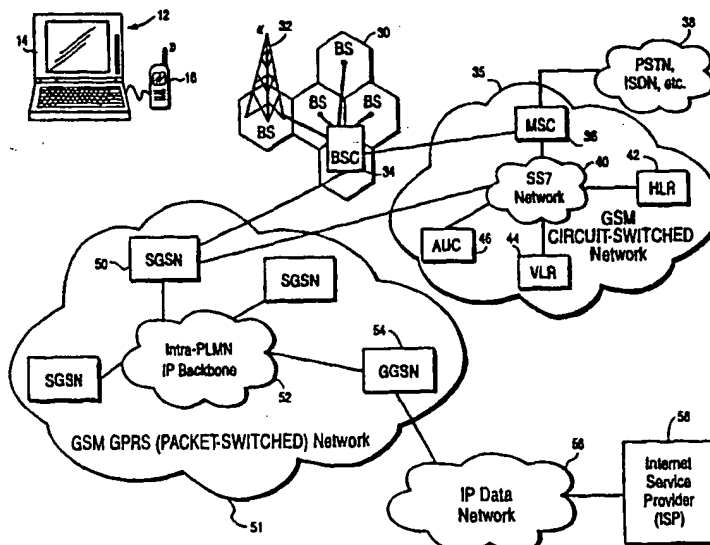 12
14
16
32
30
BS
BS
BS
BS
BSC
34
38
PSTN,
ISDN, etc.
35
MSC
36
40
SS7
Network
42
HLR
GSM
CIRCUIT-SWITCHED
Network
AUC
46
44
VLR
50
SGSN
SGSN
SGSN
Intra-PLMN
IP Backbone
52
54
GGSN
GSM GPRS (PACKET-SWITCHED) Network
51
56
IP Data
Network
58
Internet
Service
Provider
(ISP)